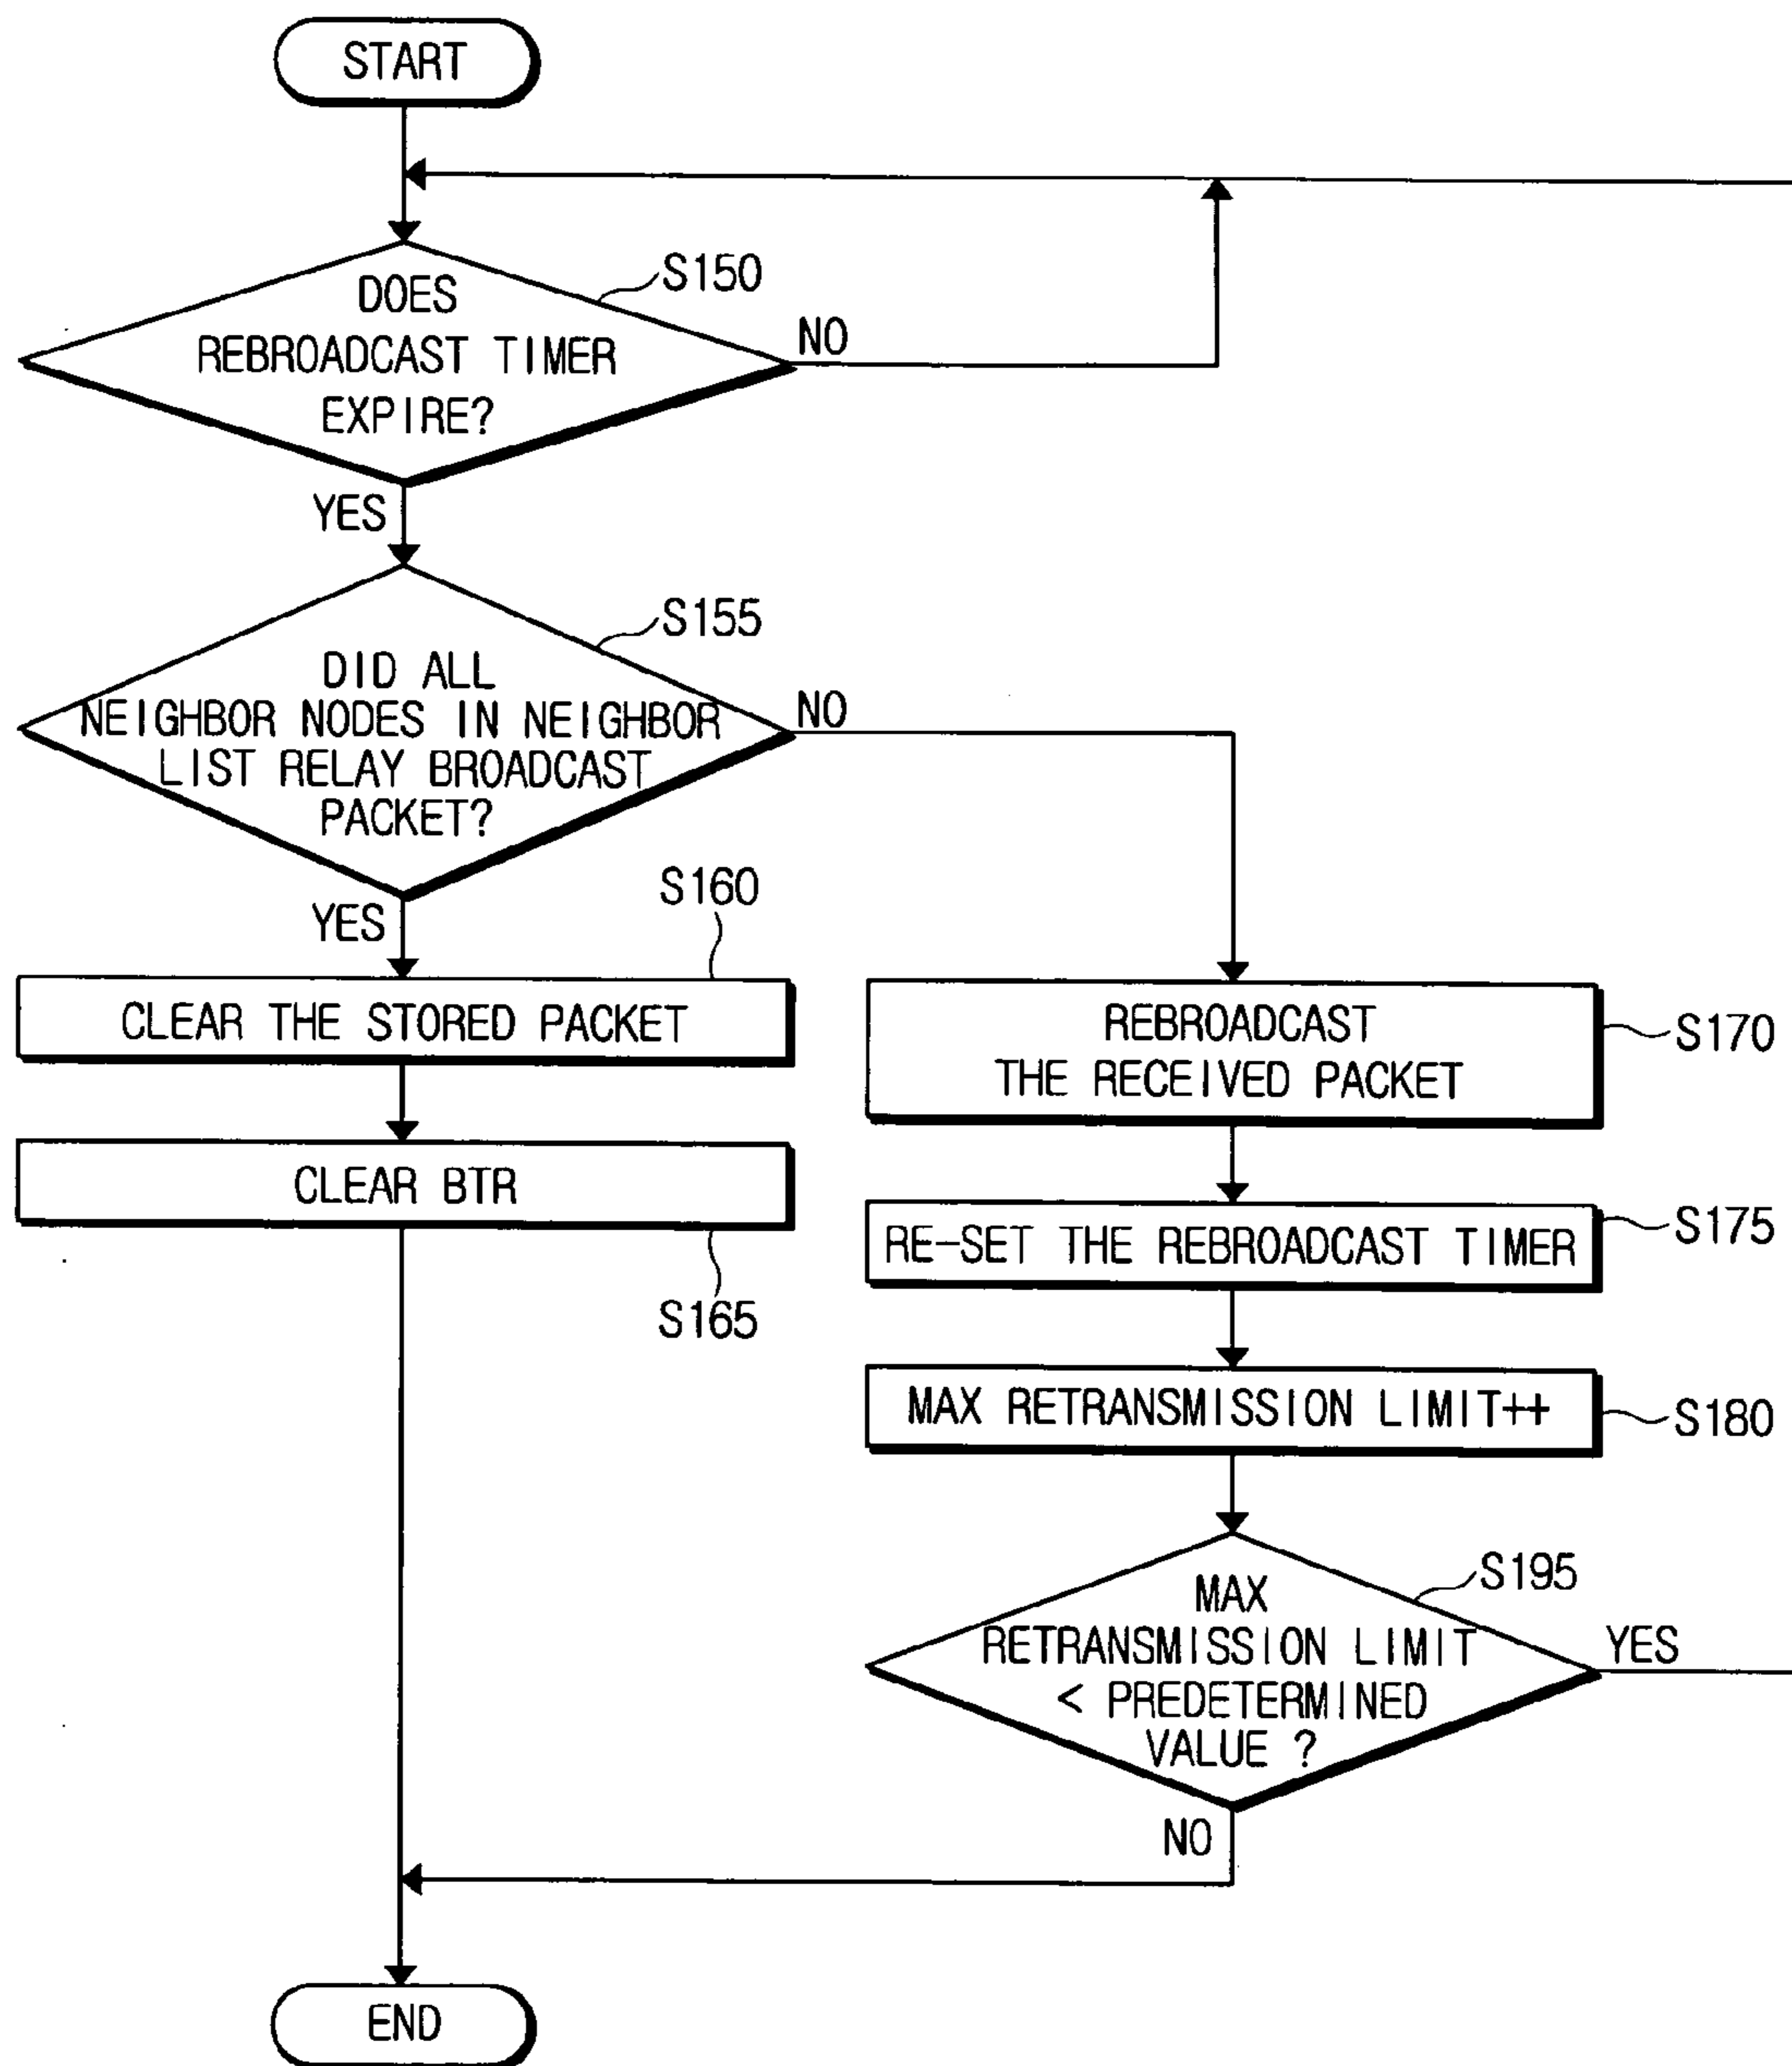 START
S150
DOES
REBROADCAST TIMER
EXPIRE?
NO
YES
S155
DID ALL
NEIGHBOR NODES IN NEIGHBOR
LIST RELAY BROADCAST
PACKET?
NO
YES
S160
CLEAR THE STORED PACKET
CLEAR BTR
S165
REBROADCAST
THE RECEIVED PACKET
S170
RE-SET THE REBROADCAST TIMER
S175
MAX RETRANSMISSION LIMIT++
S180
S195
MAX
RETRANSMISSION LIMIT
< PREDETERMINED
VALUE ?
YES
NO
END